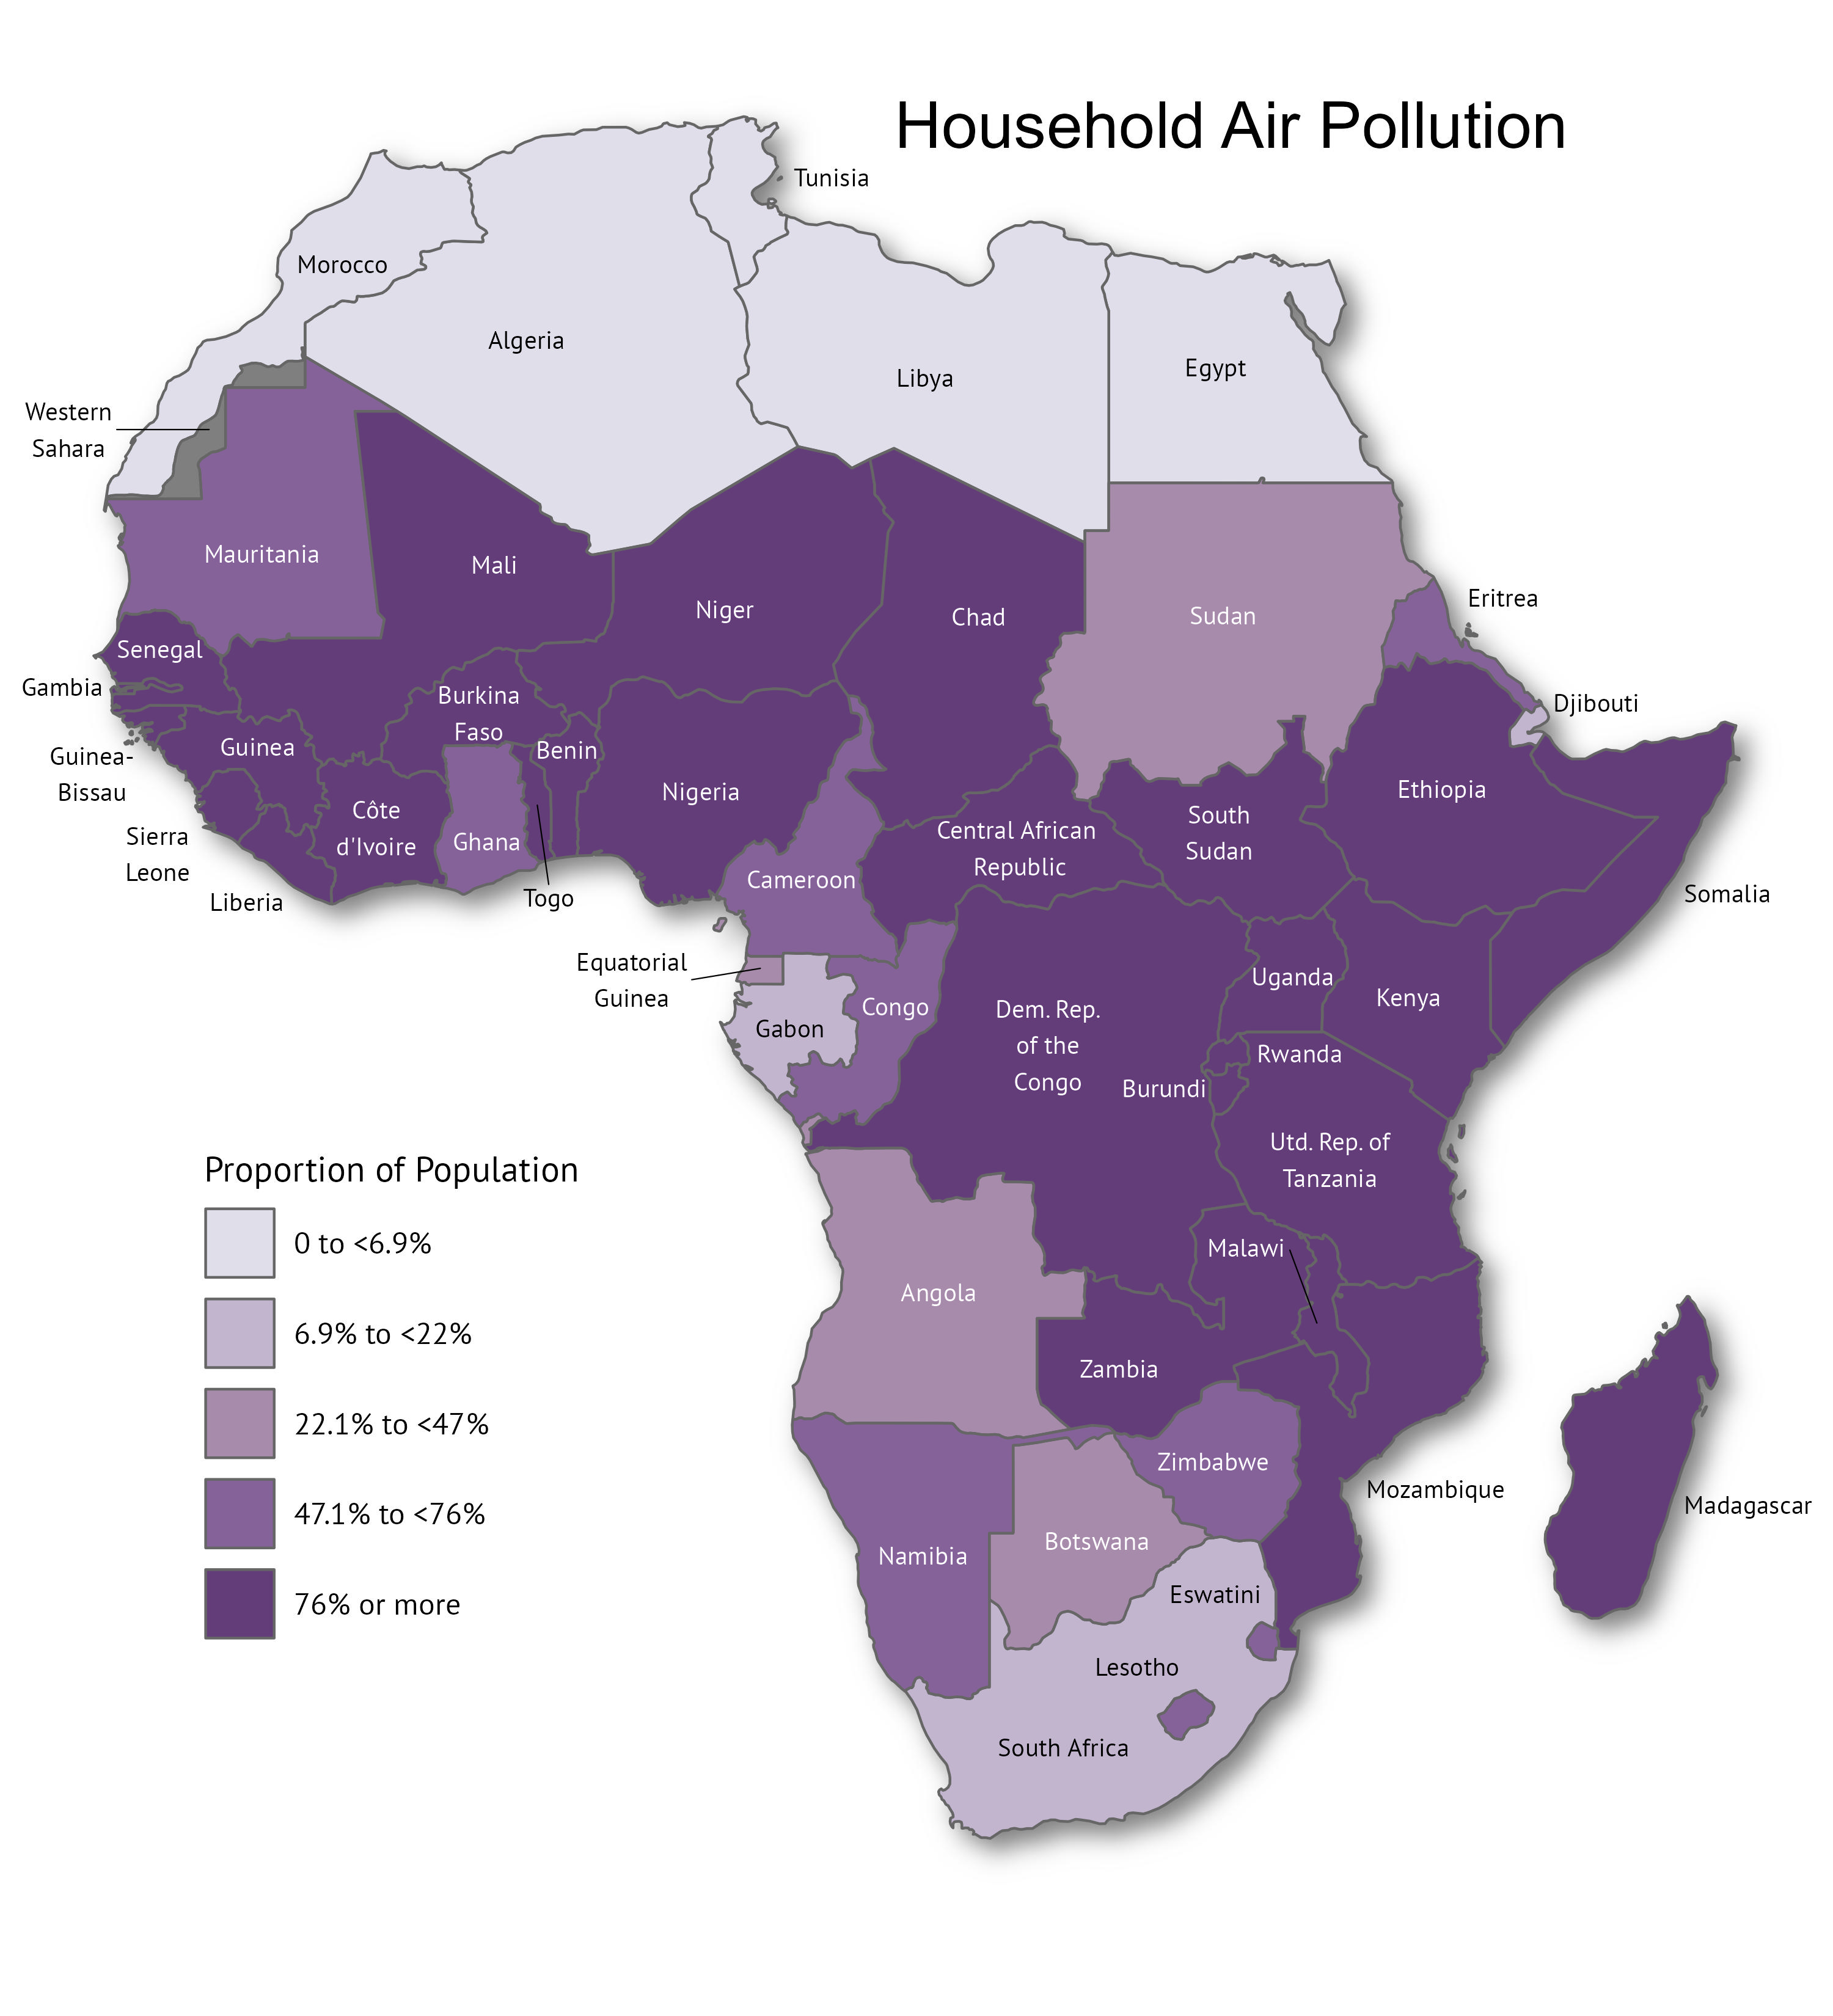 Household Air Pollution
Tunisia
Morocco
Algeria
Libya
Egypt
Western
Sahara
Mauritania
Mali
Niger
Chad
Sudan
Eritrea
Senegal
Gambia
Burkina
Faso
Djibouti
Guinea
Benin
Guinea-
Bissau
Nigeria
Ethiopia
Côte
d'Ivoire
Ghana
South
Sudan
Central African
Republic
Sierra
Leone
Cameroon
Togo
Liberia
Somalia
Equatorial
Guinea
Uganda
Kenya
Congo
Gabon
Dem. Rep.
of the
Congo
Rwanda
Burundi
Utd. Rep. of
Tanzania
Malawi
Angola
Zambia
Zimbabwe
Mozambique
Madagascar
Botswana
Namibia
Eswatini
Lesotho
South Africa
Proportion of Population
0 to <6.9%
6.9% to <22%
22.1% to <47%
47.1% to <76%
76% or more